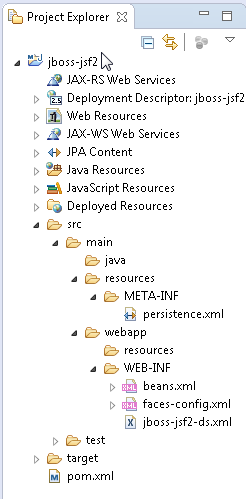 Project Explorer
jboss-jsf2
JAX-RS Web Services
2.5 Deployment Descriptor: jboss-jsf2
Web Resources
JAX-WS Web Services
JPA Content
Java Resources
JavaScript Resources
Deployed Resources
src
main
java
resources
META-INF
persistence.xml
webapp
resources
WEB-INF
beans.xml
faces-config.xml
jboss-jsf2-ds.xml
test
target
pom.xml